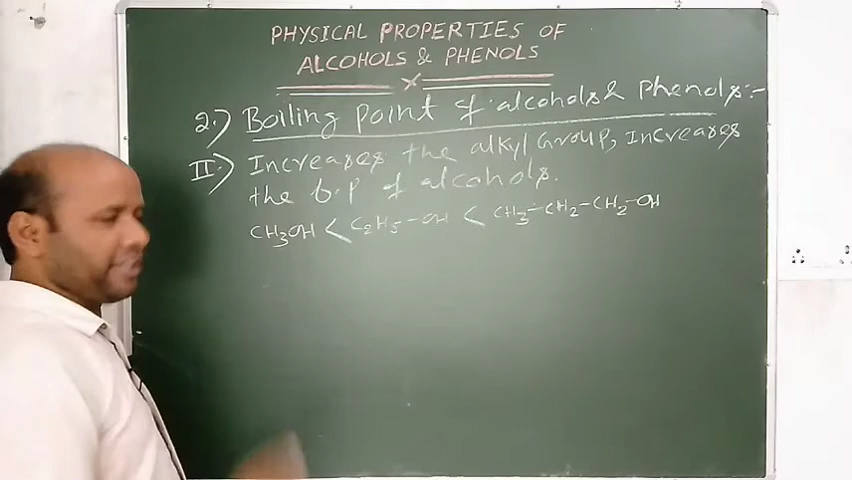 PHYSICAL PROPERTIES OF
ALCOHOLS & PHENOLS
2.) Boiling point of alcohols & phenols:-
II.) Increases the alkyl Group, Increases
the b.p of alcohols.
CH₃OH < C₂H₅-OH < CH₃-CH₂-CH₂-OH